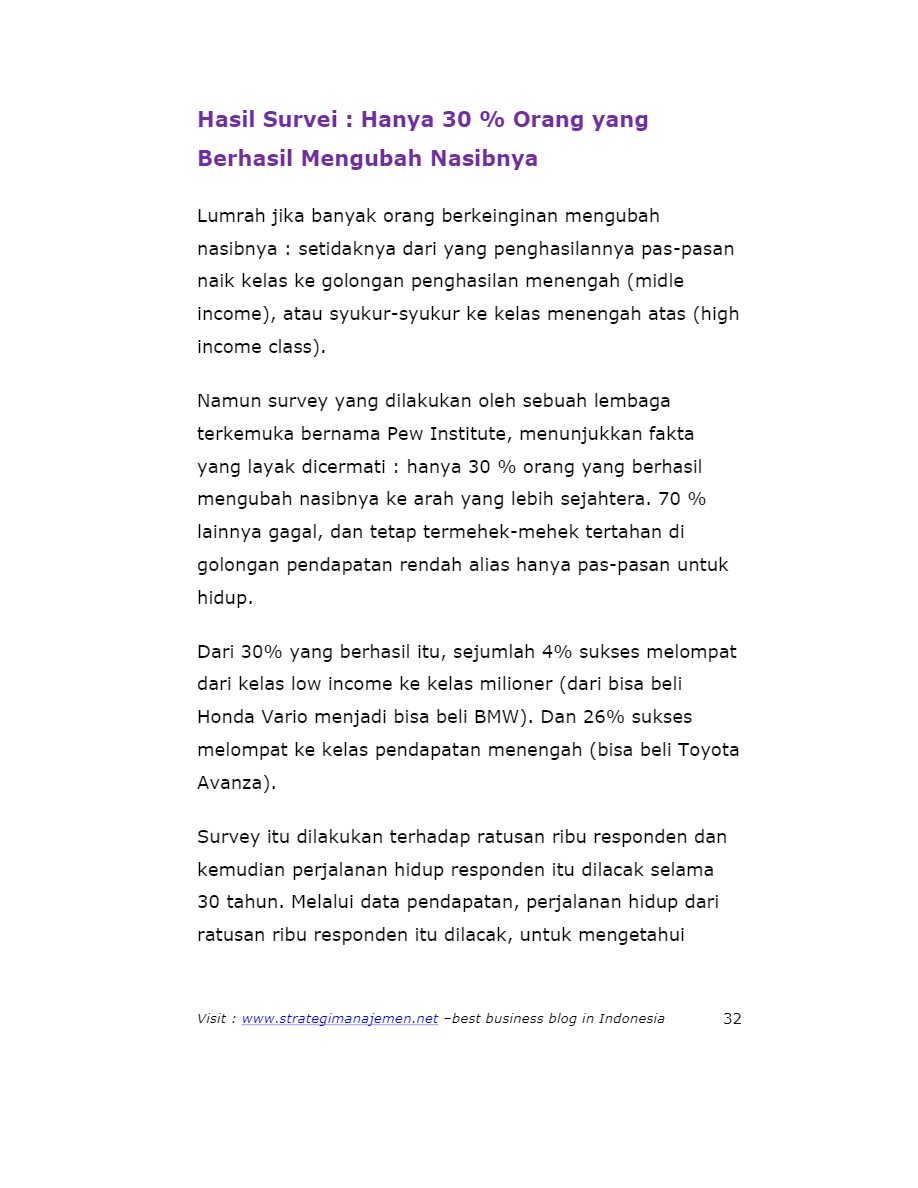 Hasil Survei : Hanya 30 % Orang yang
Berhasil Mengubah Nasibnya
Lumrah jika banyak orang berkeinginan mengubah
nasibnya : setidaknya dari yang penghasilannya pas-pasan
naik kelas ke golongan penghasilan menengah (midle
income), atau syukur-syukur ke kelas menengah atas (high
income class).
Namun survey yang dilakukan oleh sebuah lembaga
terkemuka bernama Pew Institute, menunjukkan fakta
yang layak dicermati : hanya 30 % orang yang berhasil
mengubah nasibnya ke arah yang lebih sejahtera. 70 %
lainnya gagal, dan tetap termehek-mehek tertahan di
golongan pendapatan rendah alias hanya pas-pasan untuk
hidup.
Dari 30% yang berhasil itu, sejumlah 4% sukses melompat
dari kelas low income ke kelas milioner (dari bisa beli
Honda Vario menjadi bisa beli BMW). Dan 26% sukses
melompat ke kelas pendapatan menengah (bisa beli Toyota
Avanza).
Survey itu dilakukan terhadap ratusan ribu responden dan
kemudian perjalanan hidup responden itu dilacak selama
30 tahun. Melalui data pendapatan, perjalanan hidup dari
ratusan ribu responden itu dilacak, untuk mengetahui
Visit : www.strategimanajemen.net –best business blog in Indonesia 32